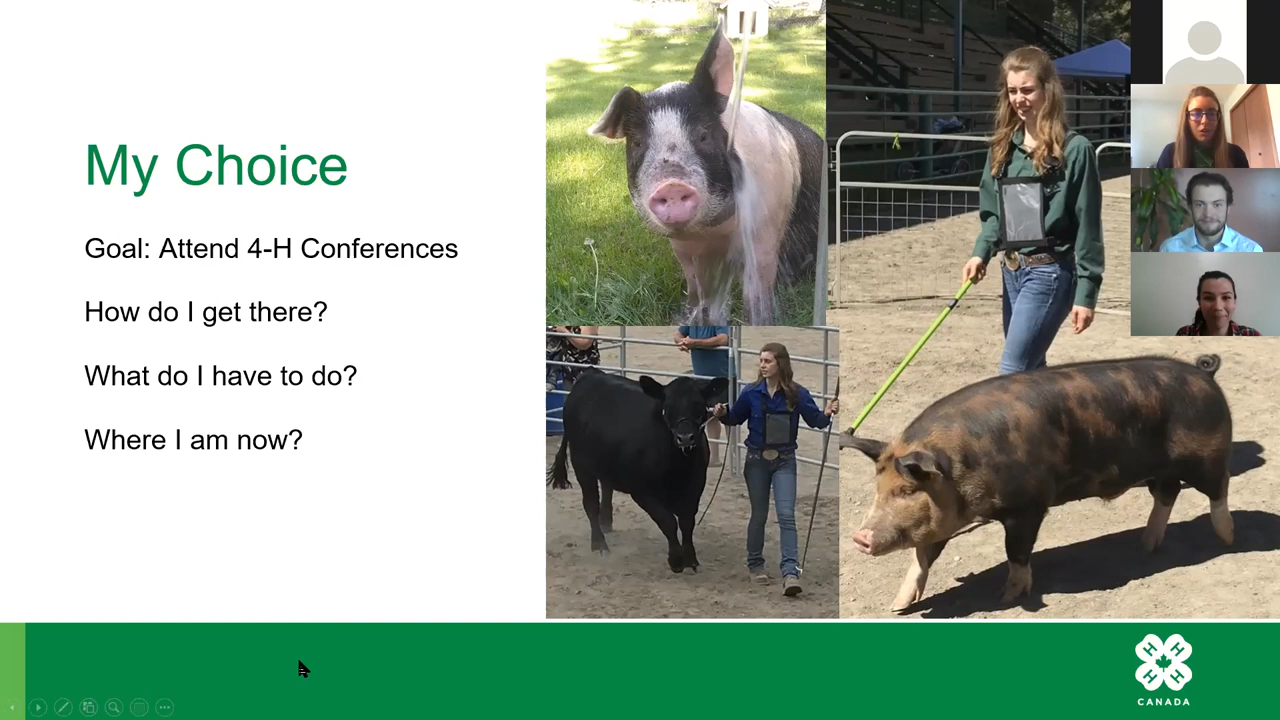 My Choice
Goal: Attend 4-H Conferences
How do I get there?
What do I have to do?
Where I am now?
H H
H H
CANADA